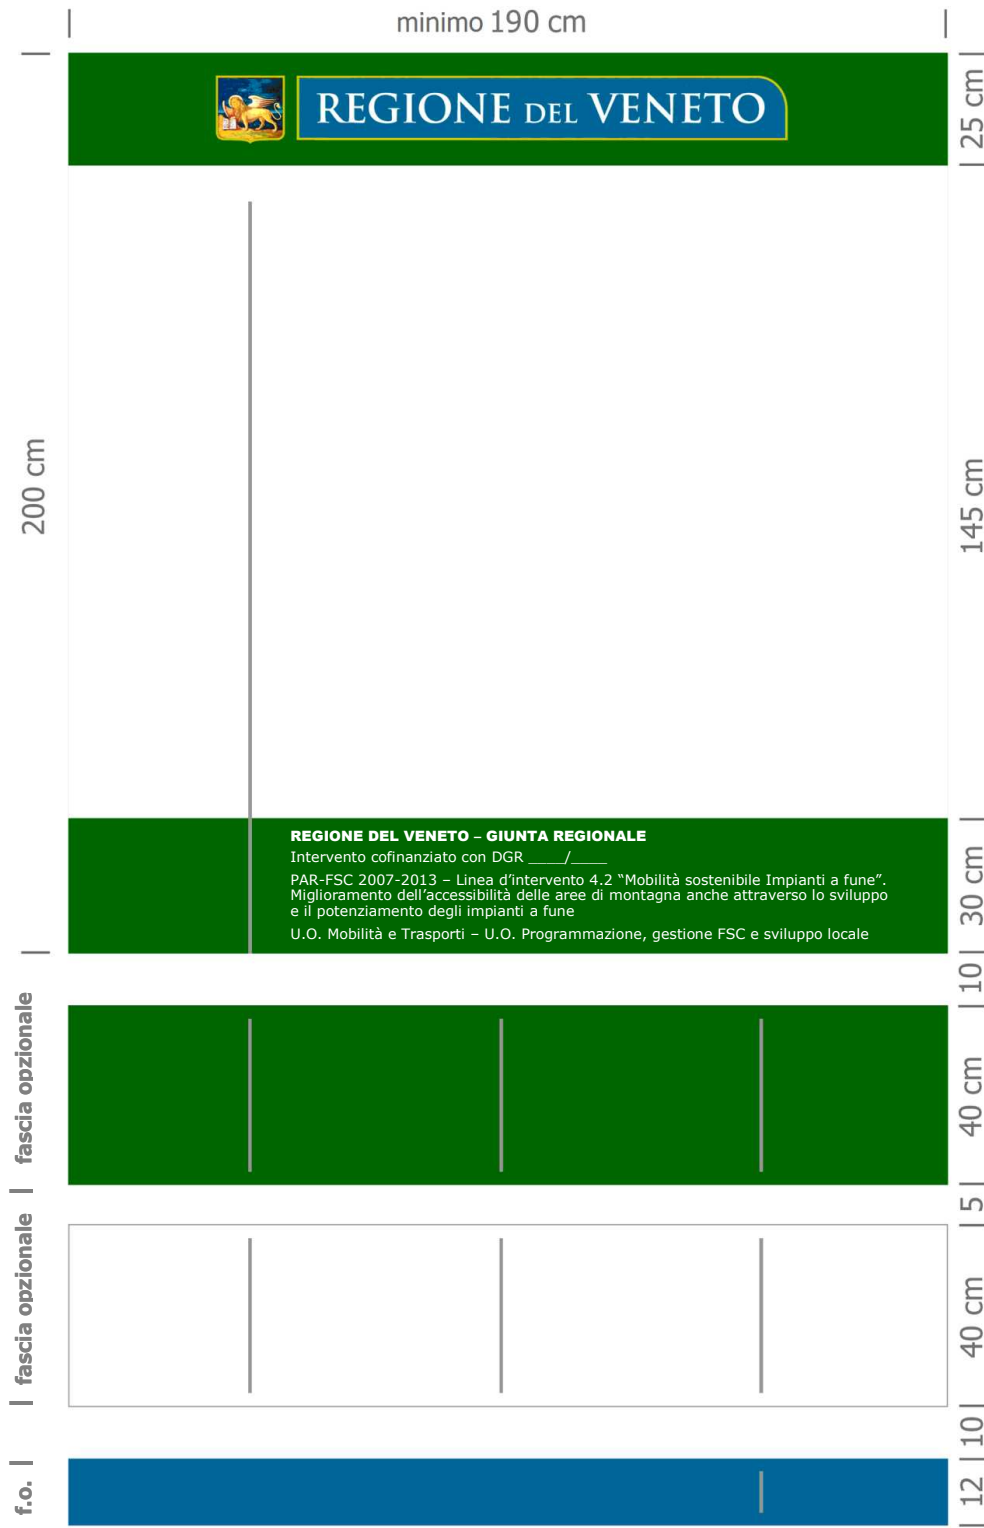 minimo 190 cm
REGIONE DEL VENETO
25 cm
200 cm
145 cm
REGIONE DEL VENETO – GIUNTA REGIONALE
Intervento cofinanziato con DGR ____/____
PAR-FSC 2007-2013 – Linea d’intervento 4.2 “Mobilità sostenibile Impianti a fune”.
Miglioramento dell’accessibilità delle aree di montagna anche attraverso lo sviluppo
e il potenziamento degli impianti a fune
U.O. Mobilità e Trasporti – U.O. Programmazione, gestione FSC e sviluppo locale
30 cm
10
fascia opzionale
40 cm
5
fascia opzionale
40 cm
10
f.o.
12